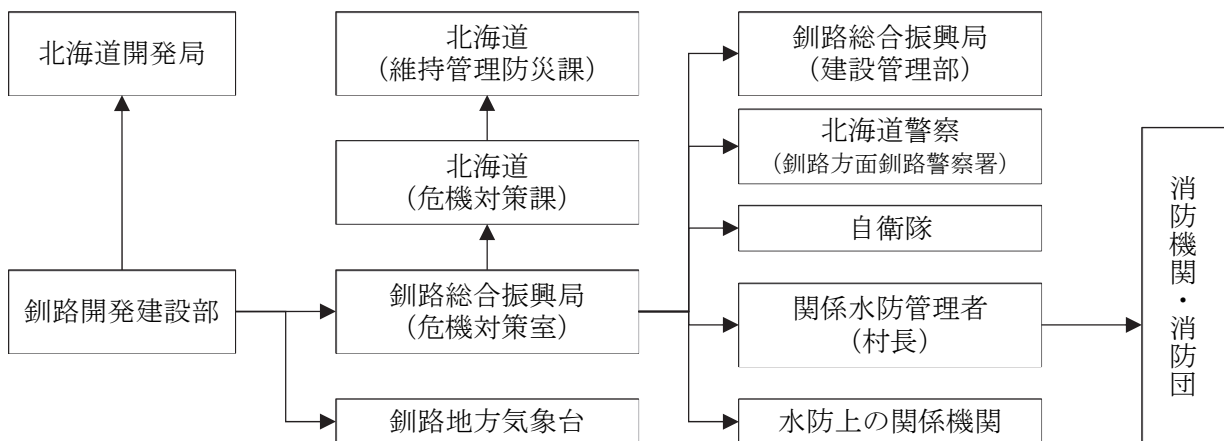 北海道開発局
北海道
（維持管理防災課）
釧路総合振興局
（建設管理部）
北海道警察
（釧路方面釧路警察署）
北海道
（危機対策課）
自衛隊
釧路開発建設部
釧路総合振興局
（危機対策室）
関係水防管理者
（村長）
消防機関・消防団
釧路地方気象台
水防上の関係機関